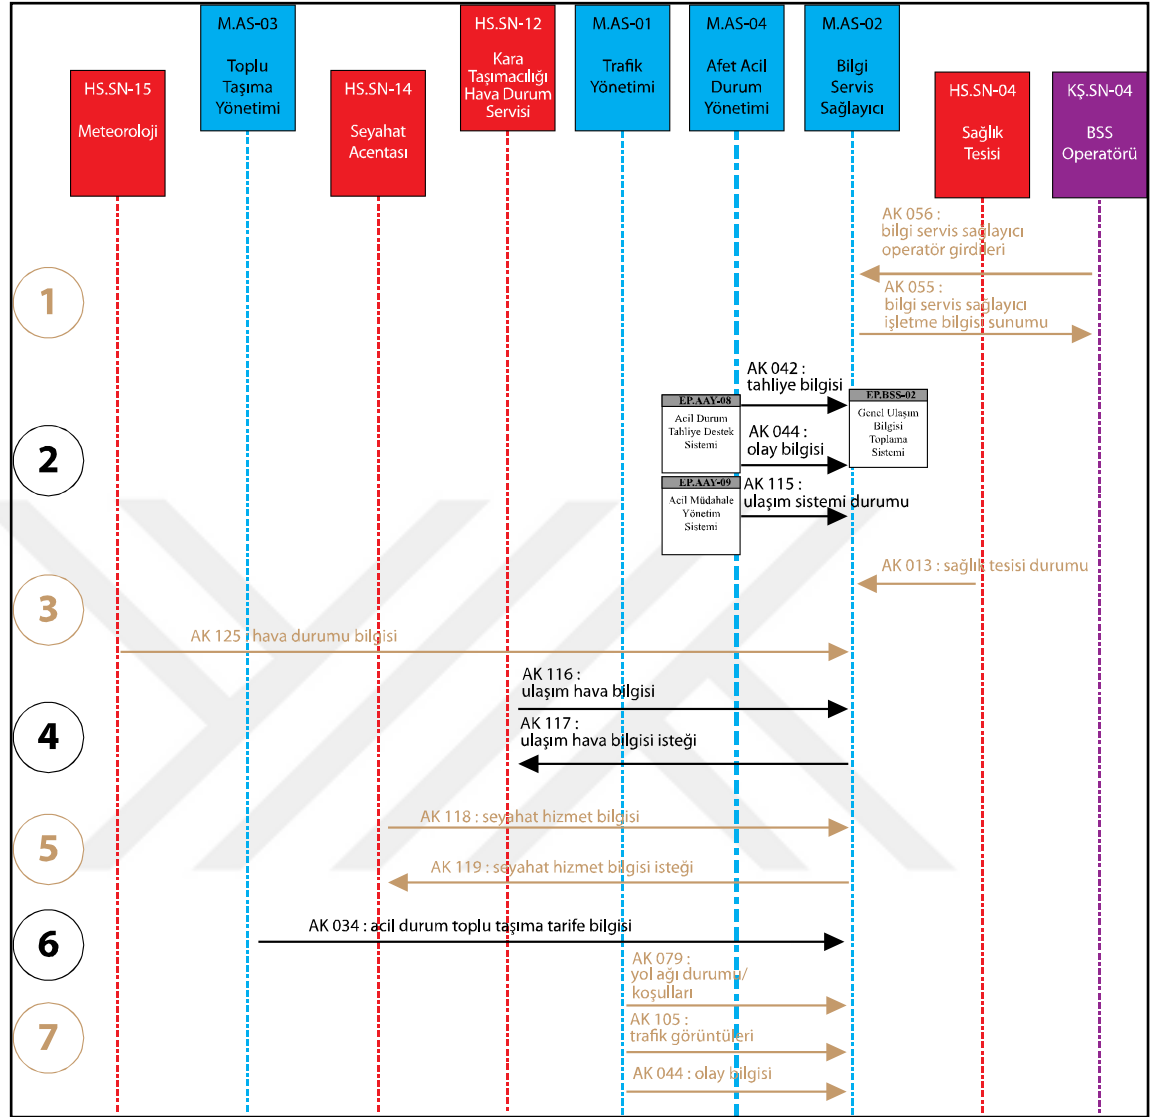 M.AS-03
Toplu
Taşıma
Yönetimi
HS.SN-12
Kara
Taşımacılığı
Hava Durum
Servisi
M.AS-01
Trafik
Yönetimi
M.AS-04
Afet Acil
Durum
Yönetimi
M.AS-02
Bilgi
Servis
Sağlayıcı
HS.SN-15
Meteoroloji
HS.SN-14
Seyahat
Acentası
HS.SN-04
Sağlık
Tesisi
KŞ.SN-04
BSS
Operatörü
1
AK 056 :
bilgi servis sağlayıcı
operatör girdileri
AK 055 :
bilgi servis sağlayıcı
işletme bilgisi sunumu
2
AK 042 :
tahliye bilgisi
EP.AAY-08
Acil Durum
Tahliye Destek
Sistemi
EP.BSS-02
Genel Ulaşım
Bilgisi
Toplama
Sistemi
AK 044 :
olay bilgisi
EP.AAY-09
Acil Müdahale
Yönetim
Sistemi
AK 115 :
ulaşım sistemi durumu
3
AK 013 : sağlık tesisi durumu
AK 125 : hava durumu bilgisi
4
AK 116 :
ulaşım hava bilgisi
AK 117 :
ulaşım hava bilgisi isteği
5
AK 118 : seyahat hizmet bilgisi
AK 119 : seyahat hizmet bilgisi isteği
6
AK 034 : acil durum toplu taşıma tarife bilgisi
7
AK 079 :
yol ağı durumu/
koşulları
AK 105 :
trafik görüntüleri
AK 044 : olay bilgisi